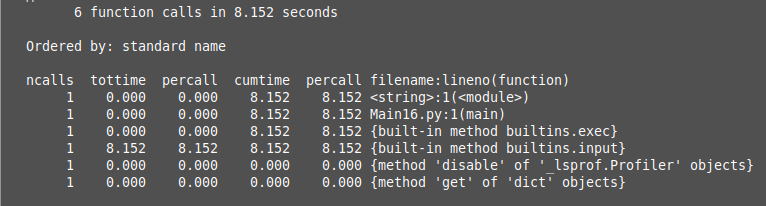 6 function calls in 8.152 seconds
Ordered by: standard name
ncalls tottime percall cumtime percall filename:lineno(function)
1 0.000 0.000 8.152 8.152 <string>:1(<module>)
1 0.000 0.000 8.152 8.152 Main16.py:1(main)
1 0.000 0.000 8.152 8.152 {built-in method builtins.exec}
1 8.152 8.152 8.152 8.152 {built-in method builtins.input}
1 0.000 0.000 0.000 0.000 {method 'disable' of '_lsprof.Profiler' objects}
1 0.000 0.000 0.000 0.000 {method 'get' of 'dict' objects}